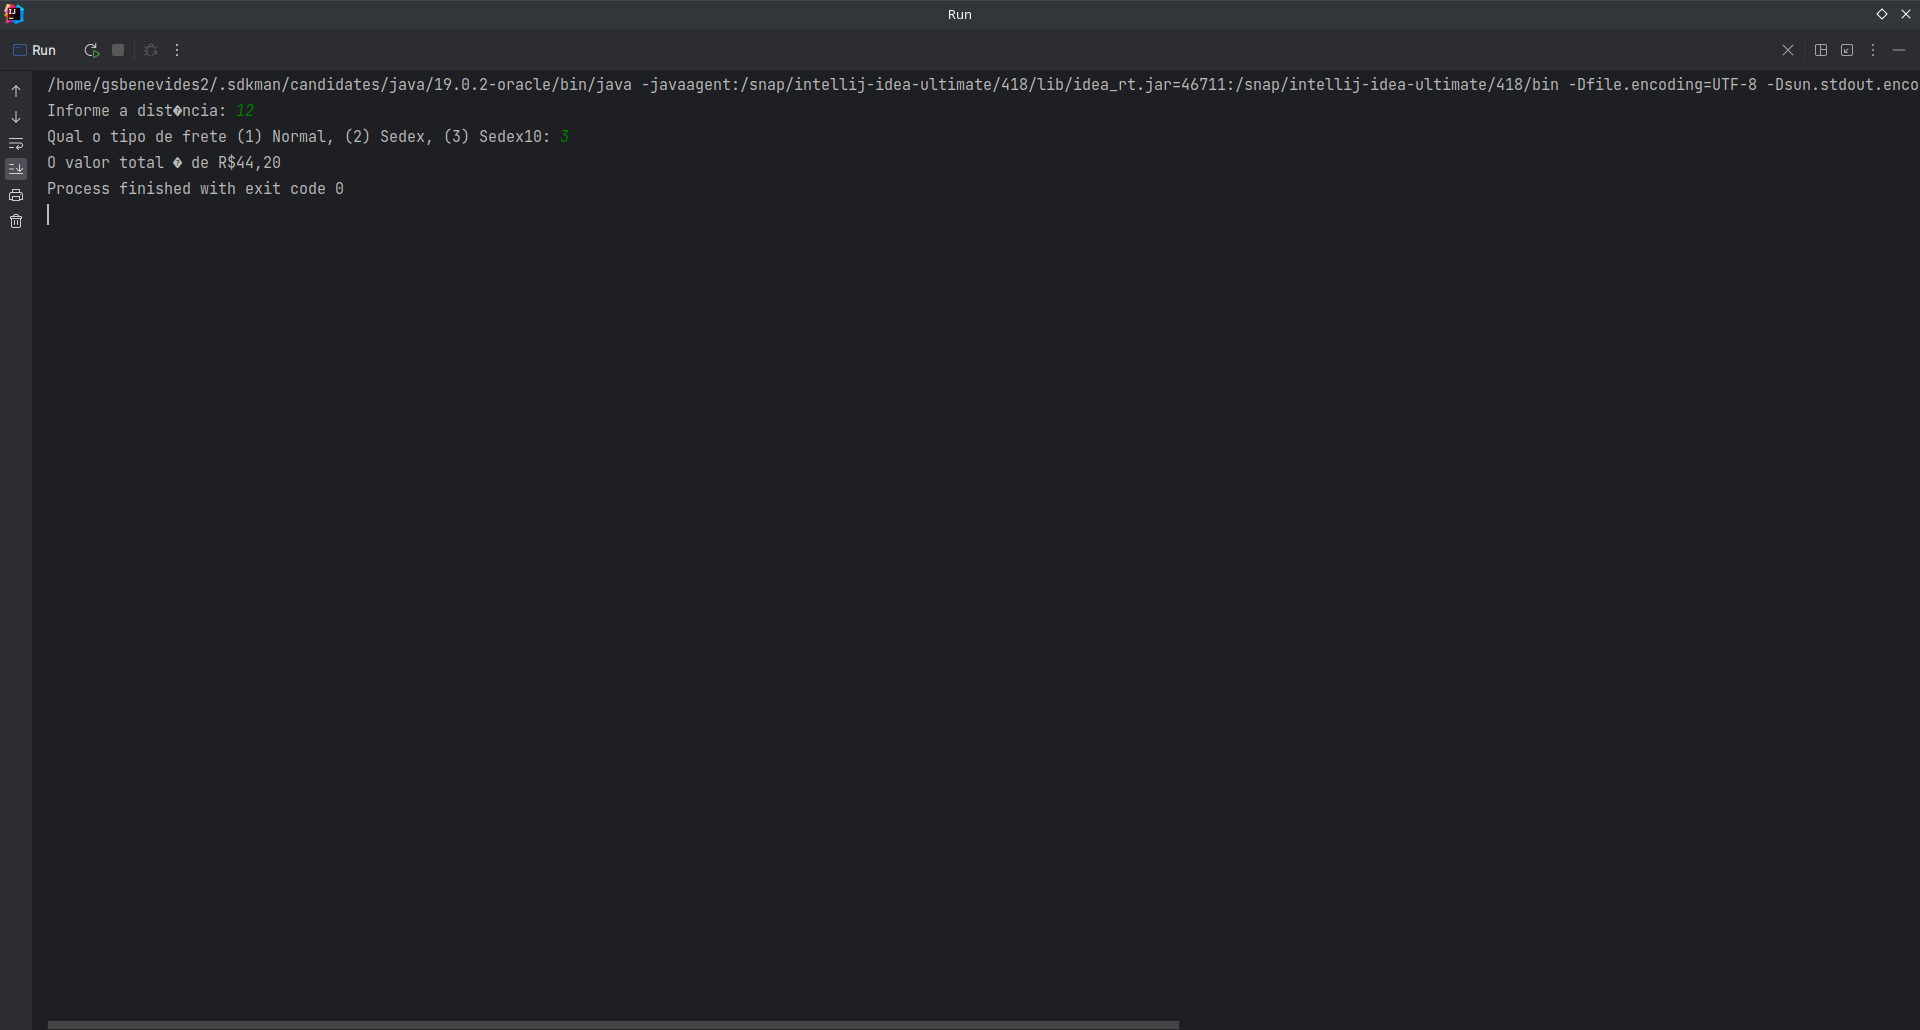 Run
Run
/home/gsbenevides2/.sdkman/candidates/java/19.0.2-oracle/bin/java -javaagent:/snap/intellij-idea-ultimate/418/lib/idea_rt.jar=46711:/snap/intellij-idea-ultimate/418/bin -Dfile.encoding=UTF-8 -Dsun.stdout.enco
Informe a dist�ncia: 12
Qual o tipo de frete (1) Normal, (2) Sedex, (3) Sedex10: 3
O valor total � de R$44,20
Process finished with exit code 0